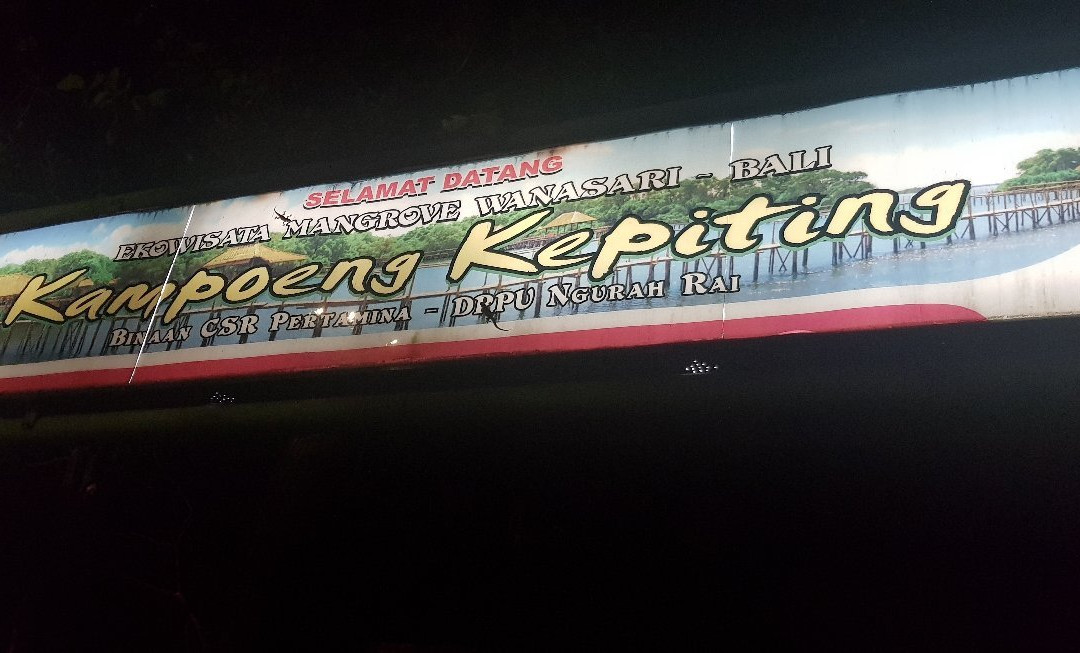 SELAMAT DATANG
EKOWISATA MANGROVE WANASARI - BALI
Kampoeng Kepiting
BINAAN CSR PERTAMINA - DPPU NGURAH RAI